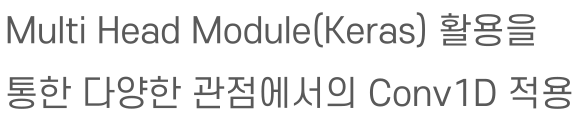 Multi Head Module(Keras) 활용을
통한 다양한 관점에서의 Conv1D 적용